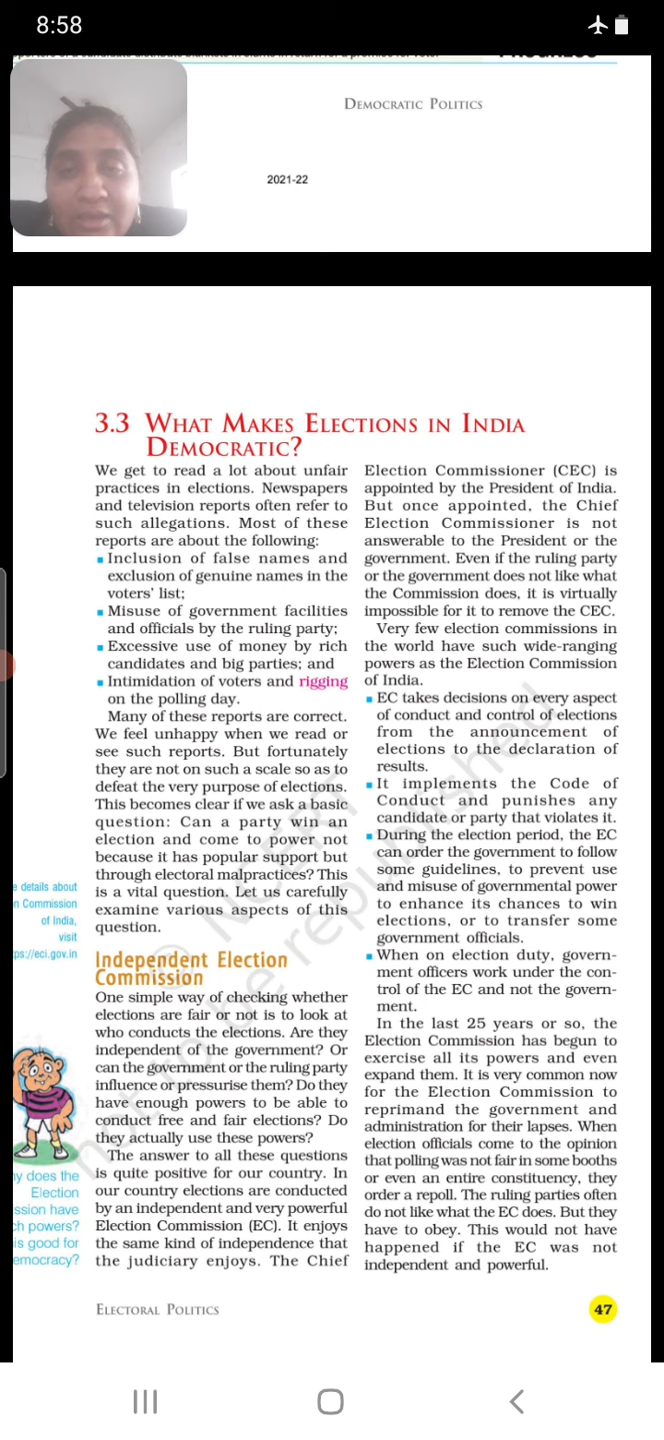 8:58
DEMOCRATIC POLITICS
2021-22
3.3 WHAT MAKES ELECTIONS IN INDIA
DEMOCRATIC?
We get to read a lot about unfair
practices in elections. Newspapers
and television reports often refer to
such allegations. Most of these
reports are about the following:
▪ Inclusion of false names and
exclusion of genuine names in the
voters' list;
▪ Misuse of government facilities
and officials by the ruling party;
▪ Excessive use of money by rich
candidates and big parties; and
▪ Intimidation of voters and rigging
on the polling day.
Many of these reports are correct.
We feel unhappy when we read or
see such reports. But fortunately
they are not on such a scale so as to
defeat the very purpose of elections.
This becomes clear if we ask a basic
question: Can a party win an
election and come to power not
because it has popular support but
through electoral malpractices? This
is a vital question. Let us carefully
examine various aspects of this
question.
Independent Election
Commission
One simple way of checking whether
elections are fair or not is to look at
who conducts the elections. Are they
independent of the government? Or
can the government or the ruling party
influence or pressurise them? Do they
have enough powers to be able to
conduct free and fair elections? Do
they actually use these powers?
The answer to all these questions
is quite positive for our country. In
our country elections are conducted
by an independent and very powerful
Election Commission (EC). It enjoys
the same kind of independence that
the judiciary enjoys. The Chief
Election Commissioner (CEC) is
appointed by the President of India.
But once appointed, the Chief
Election Commissioner is not
answerable to the President or the
government. Even if the ruling party
or the government does not like what
the Commission does, it is virtually
impossible for it to remove the CEC.
Very few election commissions in
the world have such wide-ranging
powers as the Election Commission
of India.
▪ EC takes decisions on every aspect
of conduct and control of elections
from the announcement of
elections to the declaration of
results.
▪ It implements the Code of
Conduct and punishes any
candidate or party that violates it.
▪ During the election period, the EC
can order the government to follow
some guidelines, to prevent use
and misuse of governmental power
to enhance its chances to win
elections, or to transfer some
government officials.
▪ When on election duty, govern-
ment officers work under the con-
trol of the EC and not the govern-
ment.
In the last 25 years or so, the
Election Commission has begun to
exercise all its powers and even
expand them. It is very common now
for the Election Commission to
reprimand the government and
administration for their lapses. When
election officials come to the opinion
that polling was not fair in some booths
or even an entire constituency, they
order a repoll. The ruling parties often
do not like what the EC does. But they
have to obey. This would not have
happened if the EC was not
independent and powerful.
e details about
n Commission
of India,
visit
ps://eci.gov.in
y does the
Election
ssion have
ch powers?
is good for
emocracy?
© NCERT
not to be republished
ELECTORAL POLITICS
47